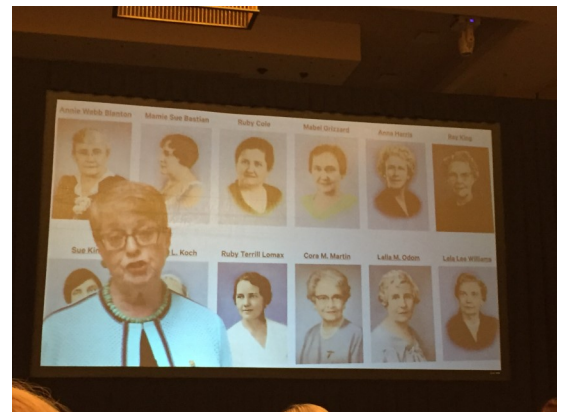 Annie Webb Blanton Mamie Sue Bastian Ruby Cole Mabel Grizzard Anna Hiss Ray King
Sue King L. Koch Ruby Terrill Lomax Cora M. Martin Lalla M. Odom Lela Lee Williams